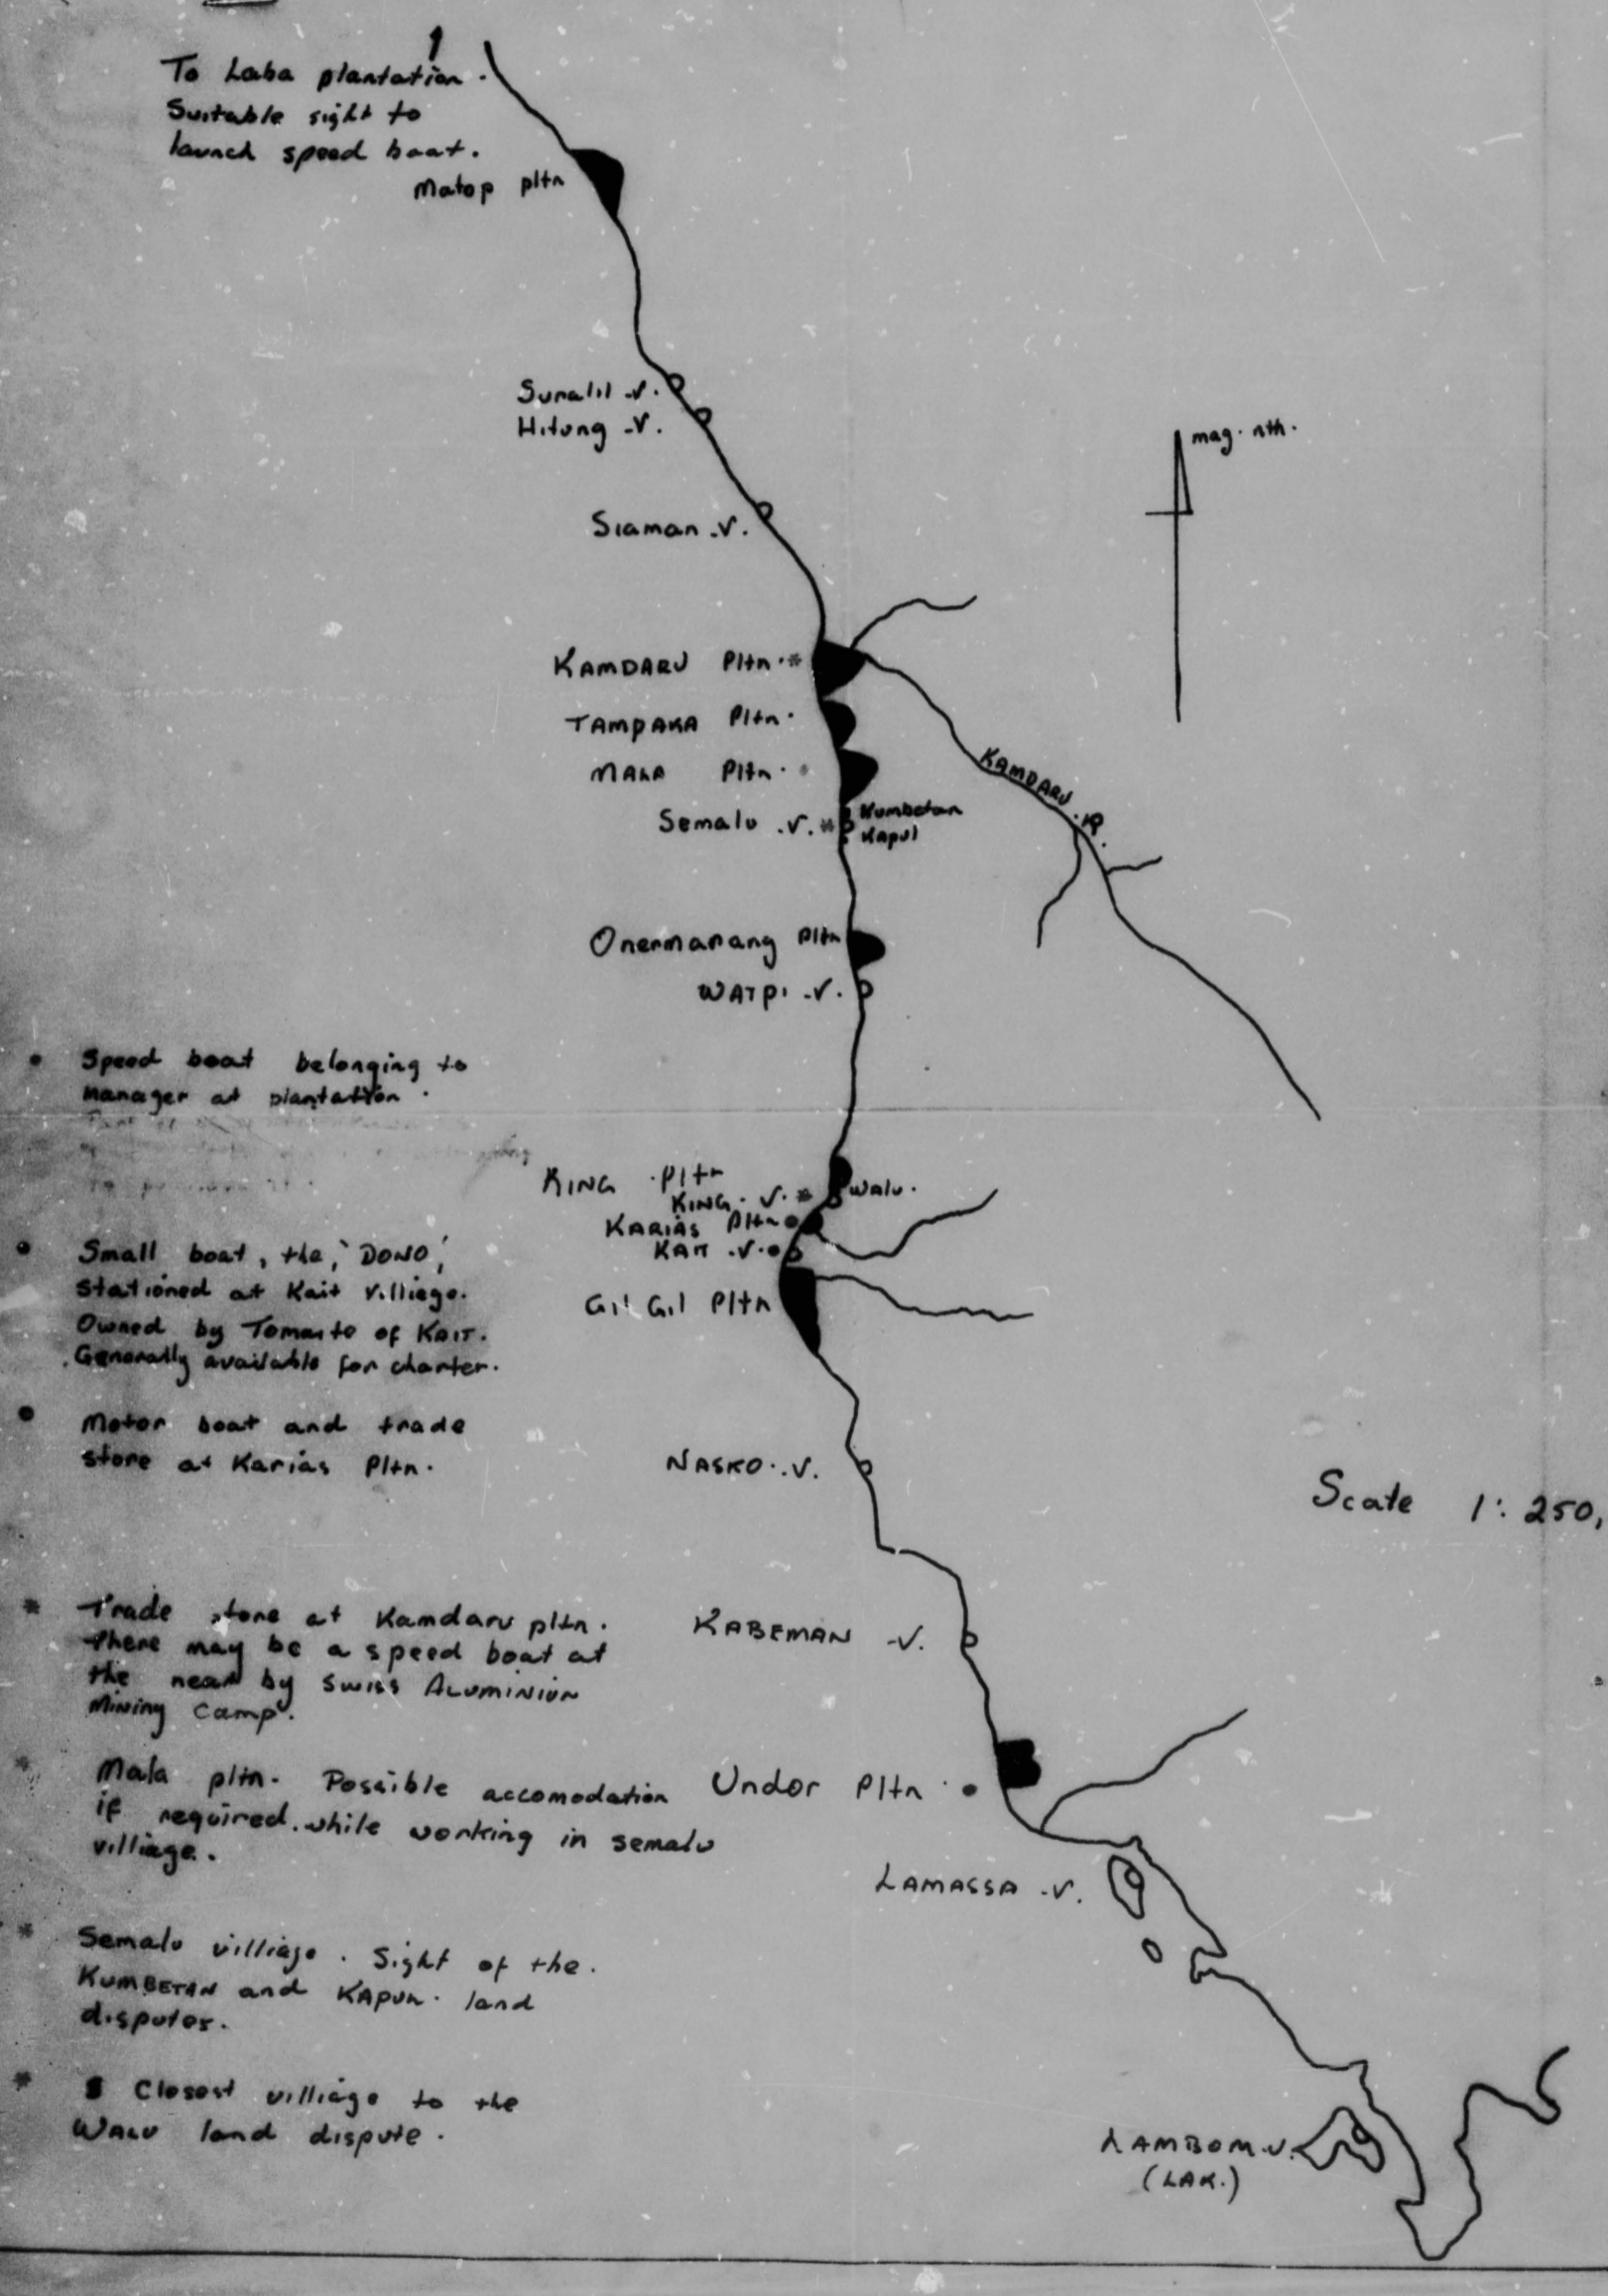 To Laba plantation.
Suitable sight to
launch speed boat.
Matop pltn
Suralil .V.
Hitung .V.
mag. nth.
Siaman .V.
KAMDARU Pltn. *
TAMPAKA Pltn.
MALA Pltn.
KAMDARU .R.
Semalu .V. *
Kumbetan
Kapul
Onermarang Pltn
WATPI .V.
Speed boat belonging to
manager at plantation.
KING .Pltn
KING. V. *
Walu.
KARIAS Pltn
KAIT .V.
Gil Gil Pltn
Small boat, the, 'DONO',
stationed at Kait villiage.
Owned by Tomaito of KAIT.
Generally available for charter.
Motor boat and trade
store at Karias Pltn.
NASKO .V.
Scale 1: 250,
* Trade store at Kamdaru pltn.
There may be a speed boat at
the near by Swiss ALUMINIUN
Mining Camp.
KABEMAN .V.
* Mala pltn. Possible accomodation
if required. while working in semalu
villiage.
Undor Pltn
LAMASSA .V.
* Semalu villiage. Sight of the.
KUMBETAN and KAPUL. land
disputes.
* Closest villiage to the
WALU land dispute.
LAMBOM.V.
(LAK.)